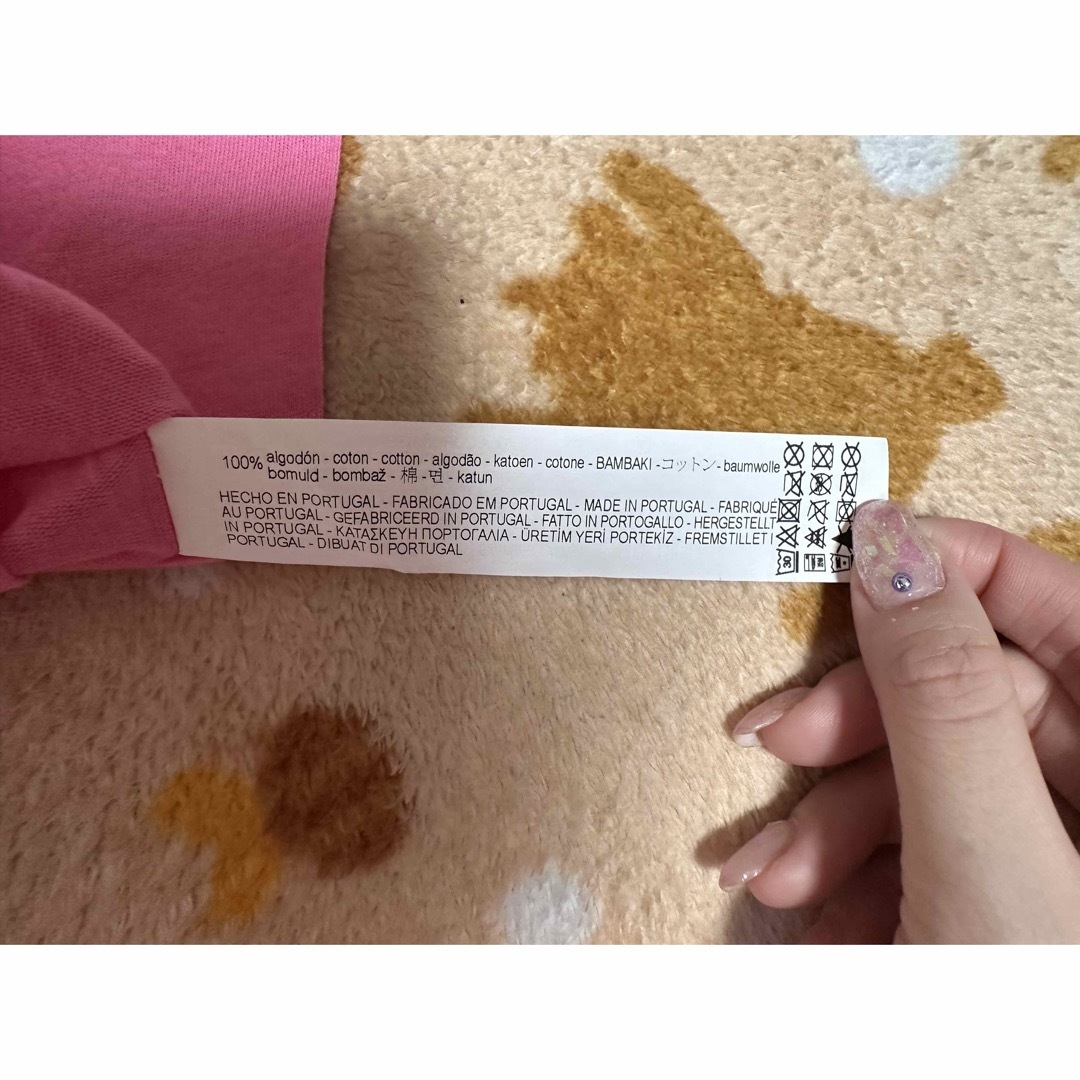 100% algodón - coton - cotton - algodão - katoen - cotone - BAMBAKI - コットン - baumwolle
bomuld - bombaž - 棉 - 면 - katun
HECHO EN PORTUGAL - FABRICADO EM PORTUGAL - MADE IN PORTUGAL - FABRIQUÉ
AU PORTUGAL - GEFABRICEERD IN PORTUGAL - FATTO IN PORTOGALLO - HERGESTELLT
IN PORTUGAL - ΚΑΤΑΣΚΕΥΗ ΠΟΡΤΟΓΑΛΙΑ - ÜRETİM YERİ PORTEKİZ - FREMSTILLET I
PORTUGAL - DIBUAT DI PORTUGAL
30